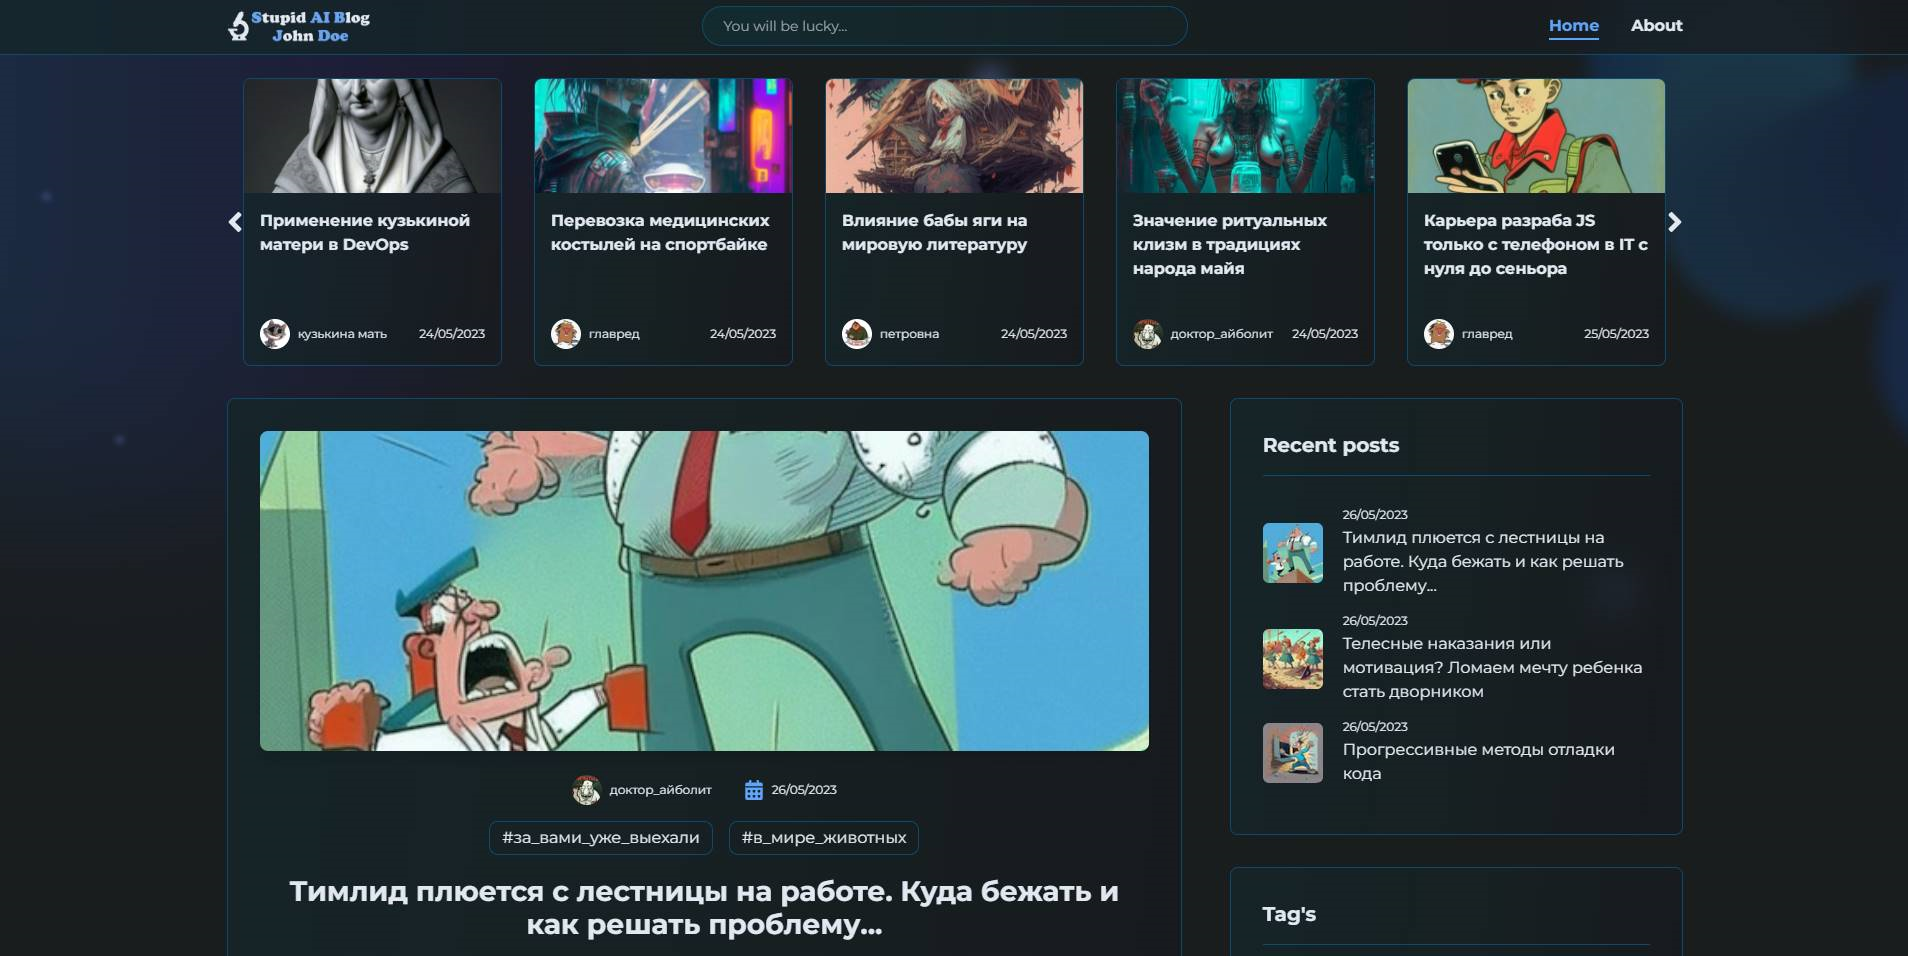 Stupid AI Blog
John Doe
You will be lucky...
Home
About
Применение кузькиной
матери в DevOps
кузькина мать
24/05/2023
Перевозка медицинских
костылей на спортбайке
главред
24/05/2023
Влияние бабы яги на
мировую литературу
петровна
24/05/2023
Значение ритуальных
клизм в традициях
народа майя
доктор_айболит
24/05/2023
Карьера разраба JS
только с телефоном в IT с
нуля до сеньора
главред
25/05/2023
доктор_айболит
26/05/2023
#за_вами_уже_выехали
#в_мире_животных
Тимлид плюется с лестницы на работе. Куда бежать и
как решать проблему...
Recent posts
26/05/2023
Тимлид плюется с лестницы на
работе. Куда бежать и как решать
проблему...
26/05/2023
Телесные наказания или
мотивация? Ломаем мечту ребенка
стать дворником
26/05/2023
Прогрессивные методы отладки
кода
Tag's